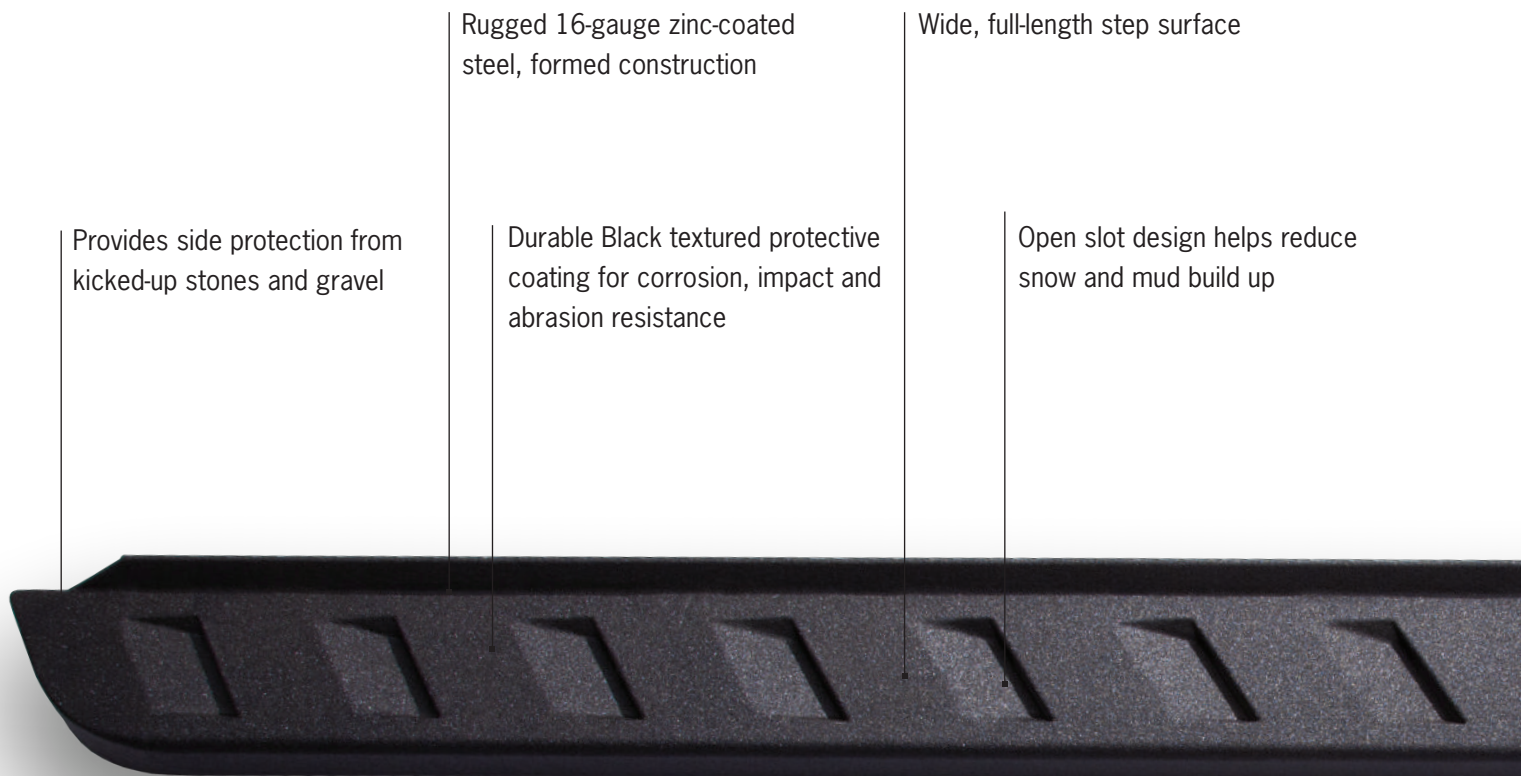 Rugged 16-gauge zinc-coated
steel, formed construction
Wide, full-length step surface
Provides side protection from
kicked-up stones and gravel
Durable Black textured protective
coating for corrosion, impact and
abrasion resistance
Open slot design helps reduce
snow and mud build up